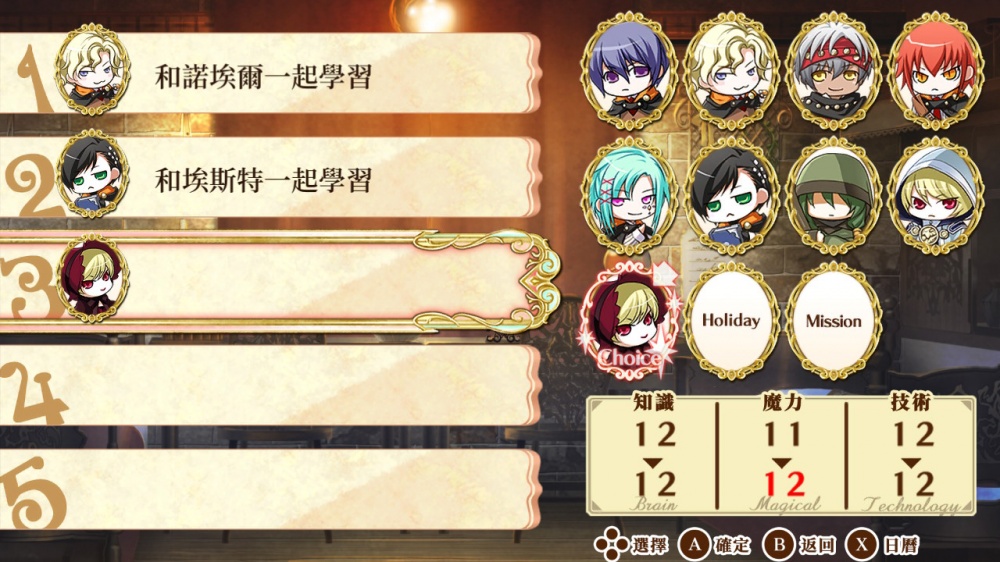 1
和諾埃爾一起學習
2
和埃斯特一起學習
3
4
5
Choice
Holiday
Mission
知識
魔力
技術
12
11
12
12
12
12
Brain
Magical
Technology
選擇
A
確定
B
返回
X
日曆